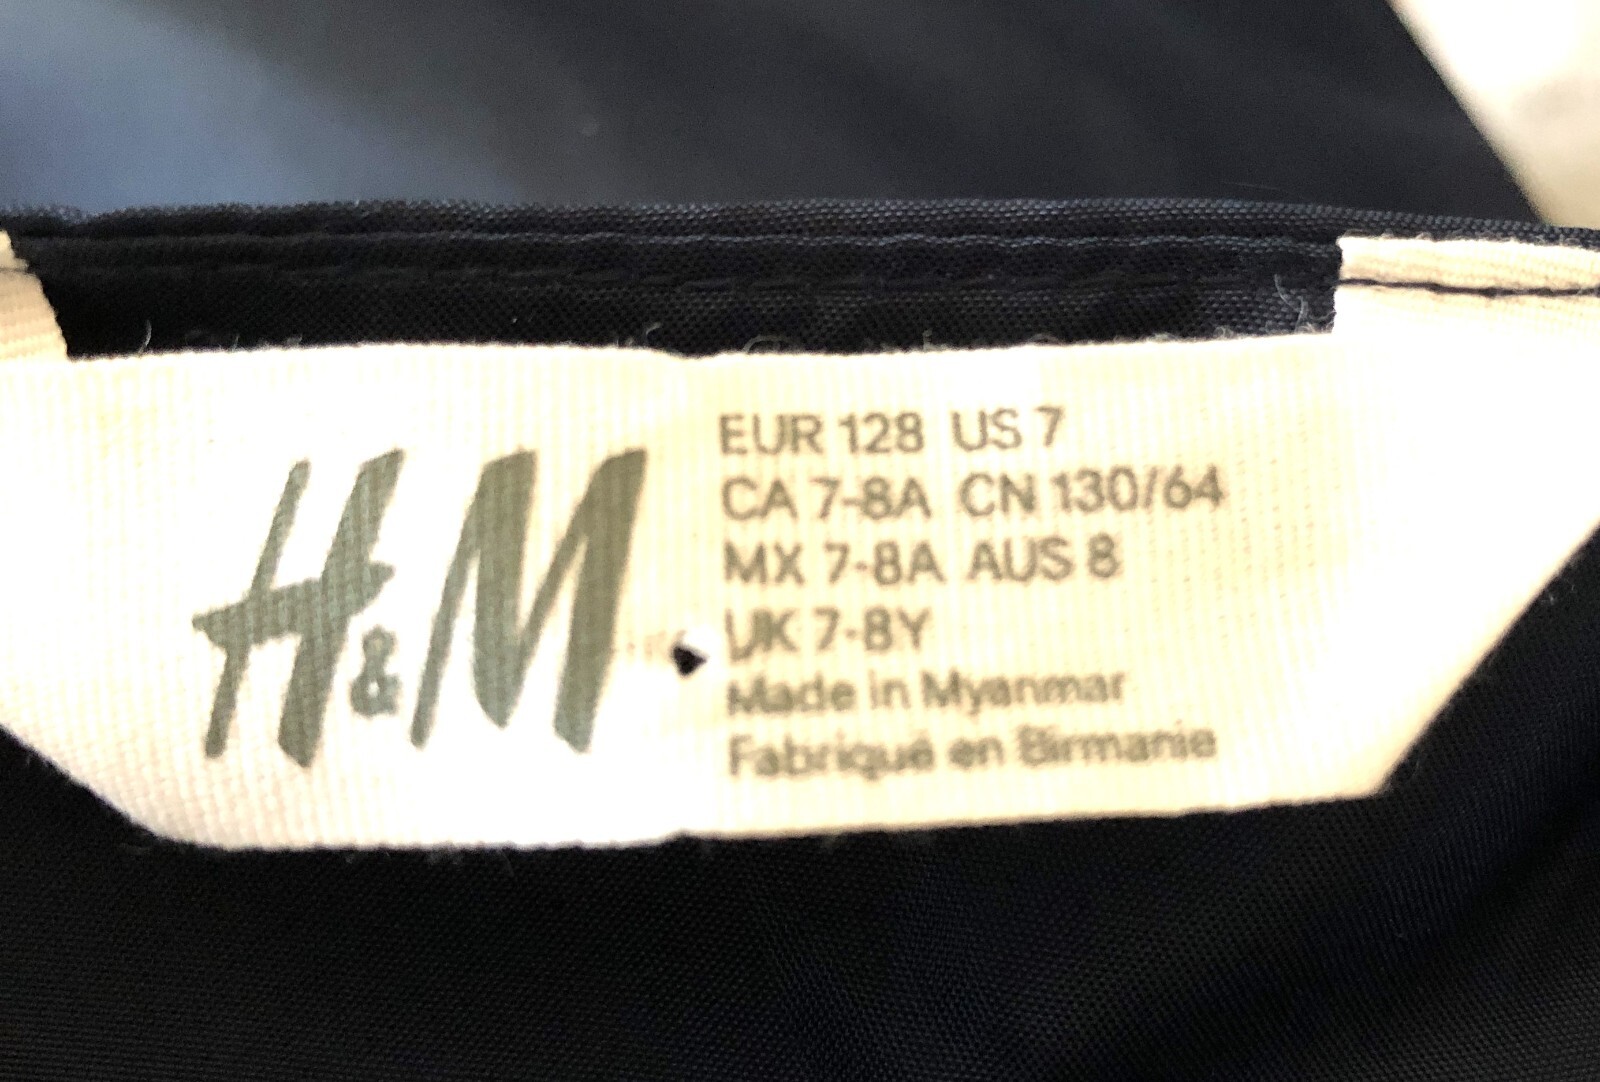 H&M
EUR 128 US 7
CA 7-8A CN 130/64
MX 7-8A AUS 8
UK 7-8Y
Made in Myanmar
Fabriqué en Birmanie